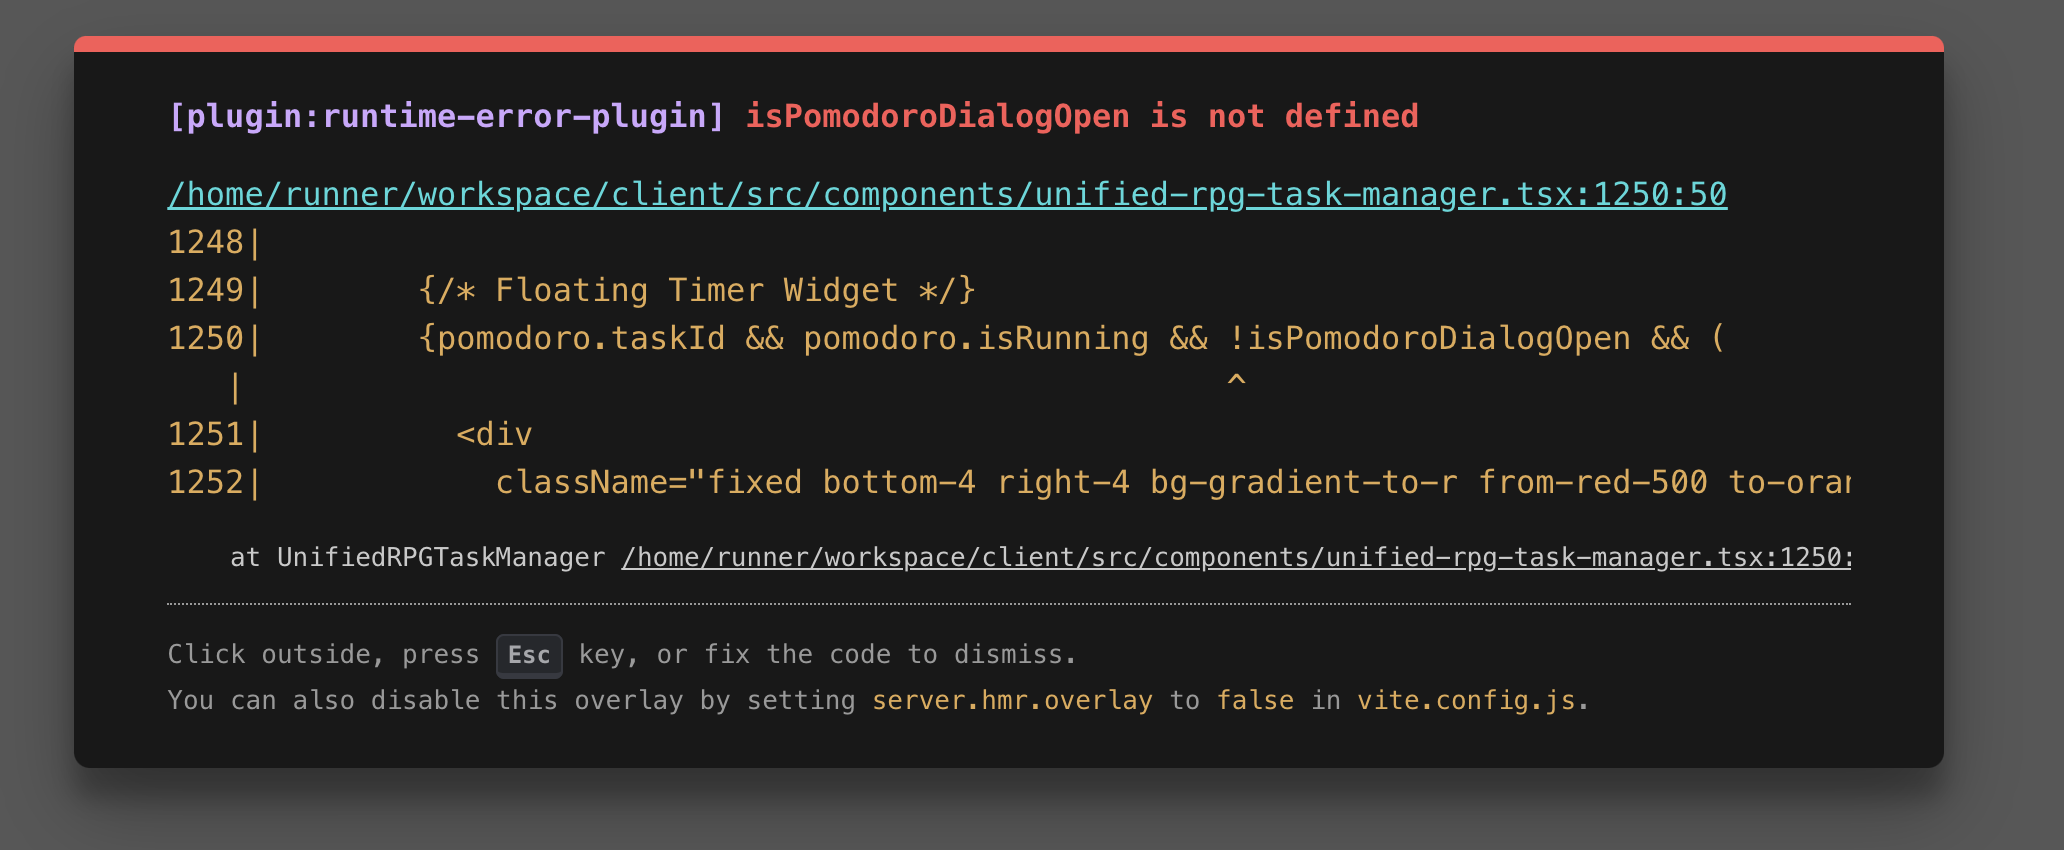 [plugin:runtime-error-plugin] isPomodoroDialogOpen is not defined
/home/runner/workspace/client/src/components/unified-rpg-task-manager.tsx:1250:50
1248|
1249|        {/* Floating Timer Widget */}
1250|        {pomodoro.taskId && pomodoro.isRunning && !isPomodoroDialogOpen && (
   |                                                   ^
1251|          <div
1252|            className="fixed bottom-4 right-4 bg-gradient-to-r from-red-500 to-oran
    at UnifiedRPGTaskManager /home/runner/workspace/client/src/components/unified-rpg-task-manager.tsx:1250:
Click outside, press Esc key, or fix the code to dismiss.
You can also disable this overlay by setting server.hmr.overlay to false in vite.config.js.